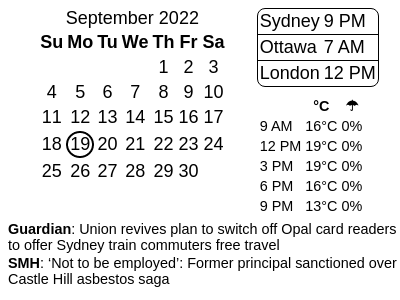 September 2022
Su Mo Tu We Th Fr Sa
1 2 3
4 5 6 7 8 9 10
11 12 13 14 15 16 17
18 19 20 21 22 23 24
25 26 27 28 29 30
Sydney 9 PM
Ottawa 7 AM
London 12 PM
°C ☂
9 AM 16°C 0%
12 PM 19°C 0%
3 PM 19°C 0%
6 PM 16°C 0%
9 PM 13°C 0%
Guardian: Union revives plan to switch off Opal card readers
to offer Sydney train commuters free travel
SMH: ‘Not to be employed’: Former principal sanctioned over
Castle Hill asbestos saga